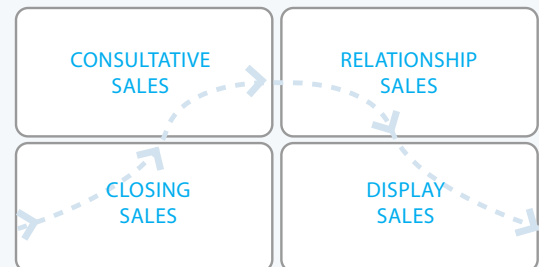 CONSULTATIVE
SALES
RELATIONSHIP
SALES
CLOSING
SALES
DISPLAY
SALES